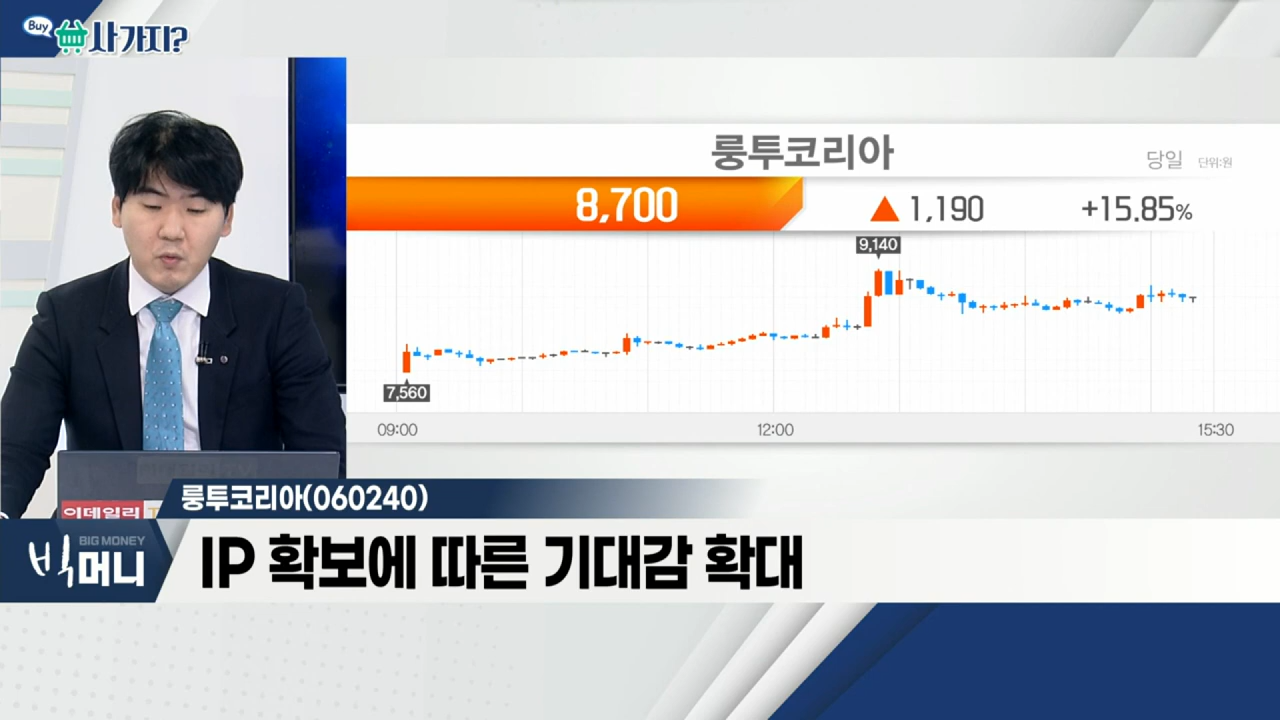 Buy
사가지?
룽투코리아
당일 단위:원
8,700
▲ 1,190
+15.85%
9,140
7,560
09:00
12:00
15:30
이데일리 T
룽투코리아(060240)
BIG MONEY
빅머니
IP 확보에 따른 기대감 확대